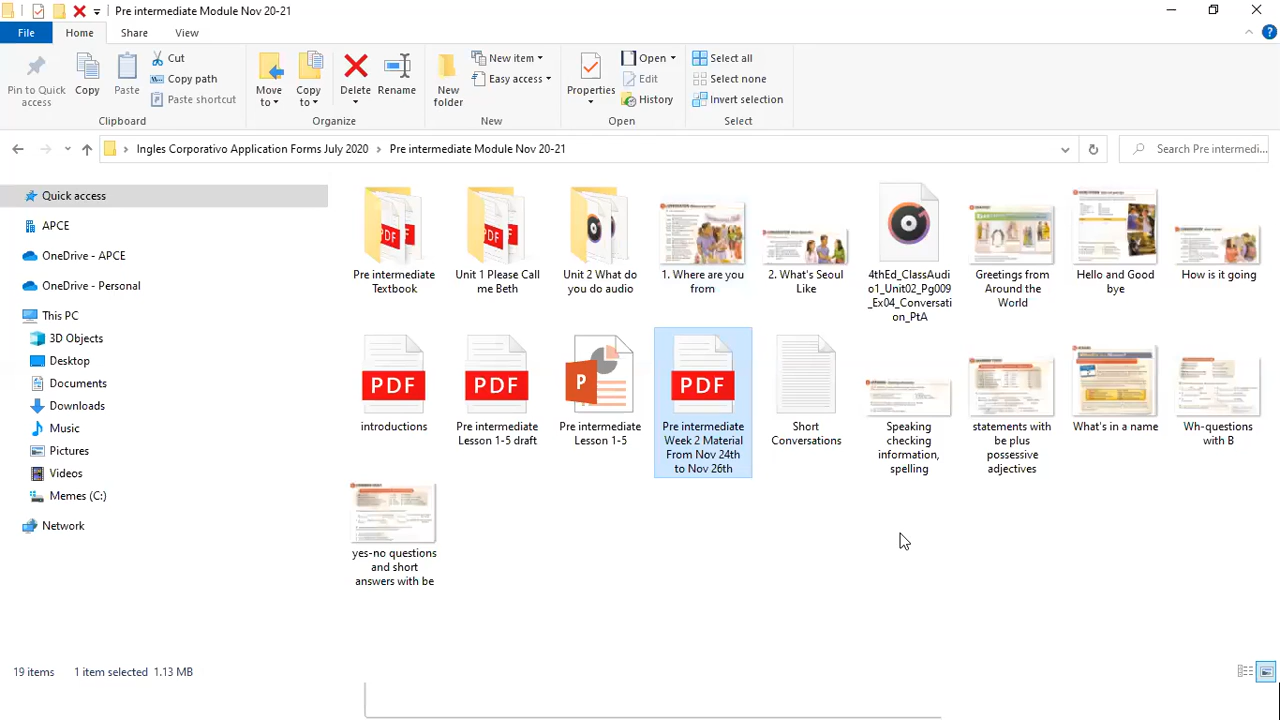 Pre intermediate Module Nov 20-21
File
Home
Share
View
Pin to Quick
access
Copy
Paste
Cut
Copy path
Paste shortcut
Move
to
Copy
to
Delete
Rename
New
folder
New item
Easy access
Properties
Open
Edit
History
Select all
Select none
Invert selection
Clipboard
Organize
New
Open
Select
Ingles Corporativo Application Forms July 2020
Pre intermediate Module Nov 20-21
Search Pre intermedi...
Quick access
APCE
OneDrive - APCE
OneDrive - Personal
This PC
3D Objects
Desktop
Documents
Downloads
Music
Pictures
Videos
Memes (C:)
Network
PDF
Pre intermediate
Textbook
PDF
Unit 1 Please Call
me Beth
Unit 2 What do
you do audio
1. Where are you
from
2. What's Seoul
Like
4thEd_ClassAudi
o1_Unit02_Pg009
_Ex04_Conversati
on_PtA
Greetings from
Around the
World
Hello and Good
bye
How is it going
PDF
introductions
PDF
Pre intermediate
Lesson 1-5 draft
P
Pre intermediate
Lesson 1-5
PDF
Pre intermediate
Week 2 Material
From Nov 24th
to Nov 26th
Short
Conversations
Speaking
checking
information,
spelling
statements with
be plus
possessive
adjectives
What's in a name
Wh-questions
with B
yes-no questions
and short
answers with be
19 items
1 item selected 1.13 MB